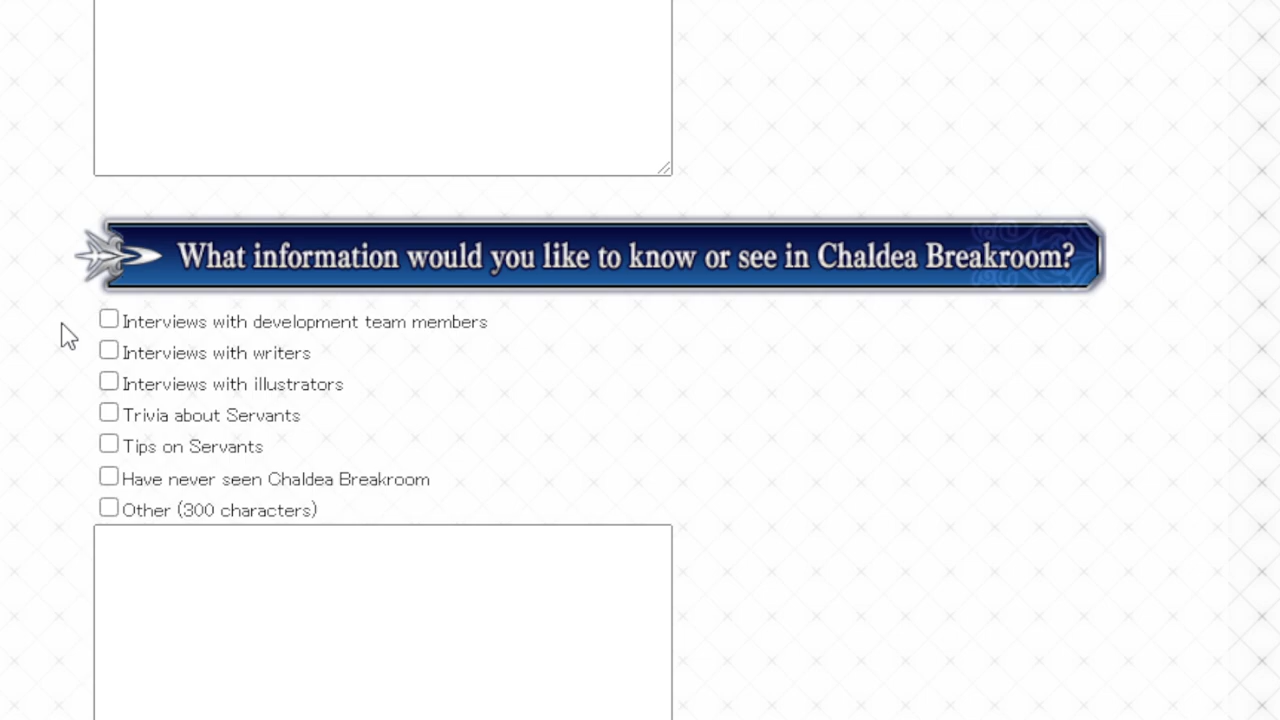 What information would you like to know or see in Chaldea Breakroom?
Interviews with development team members
Interviews with writers
Interviews with illustrators
Trivia about Servants
Tips on Servants
Have never seen Chaldea Breakroom
Other (300 characters)